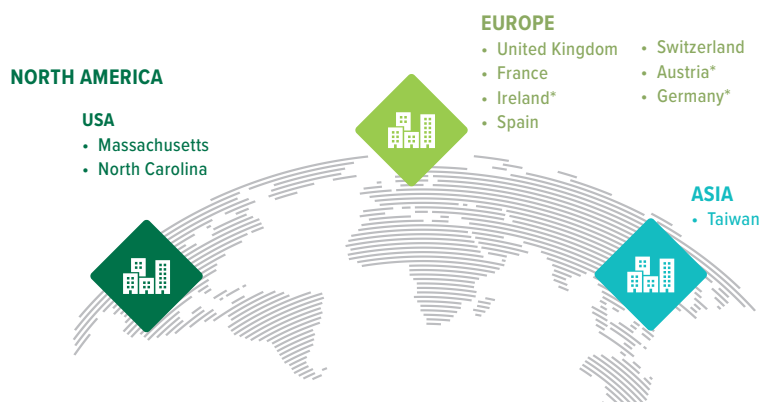 NORTH AMERICA
USA
• Massachusetts
• North Carolina
EUROPE
• United Kingdom
• France
• Ireland*
• Spain
• Switzerland
• Austria*
• Germany*
ASIA
• Taiwan